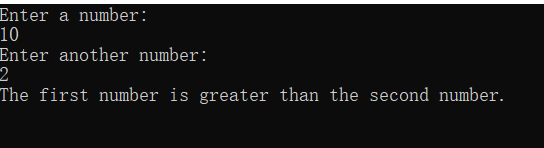 Enter a number:
10
Enter another number:
2
The first number is greater than the second number.